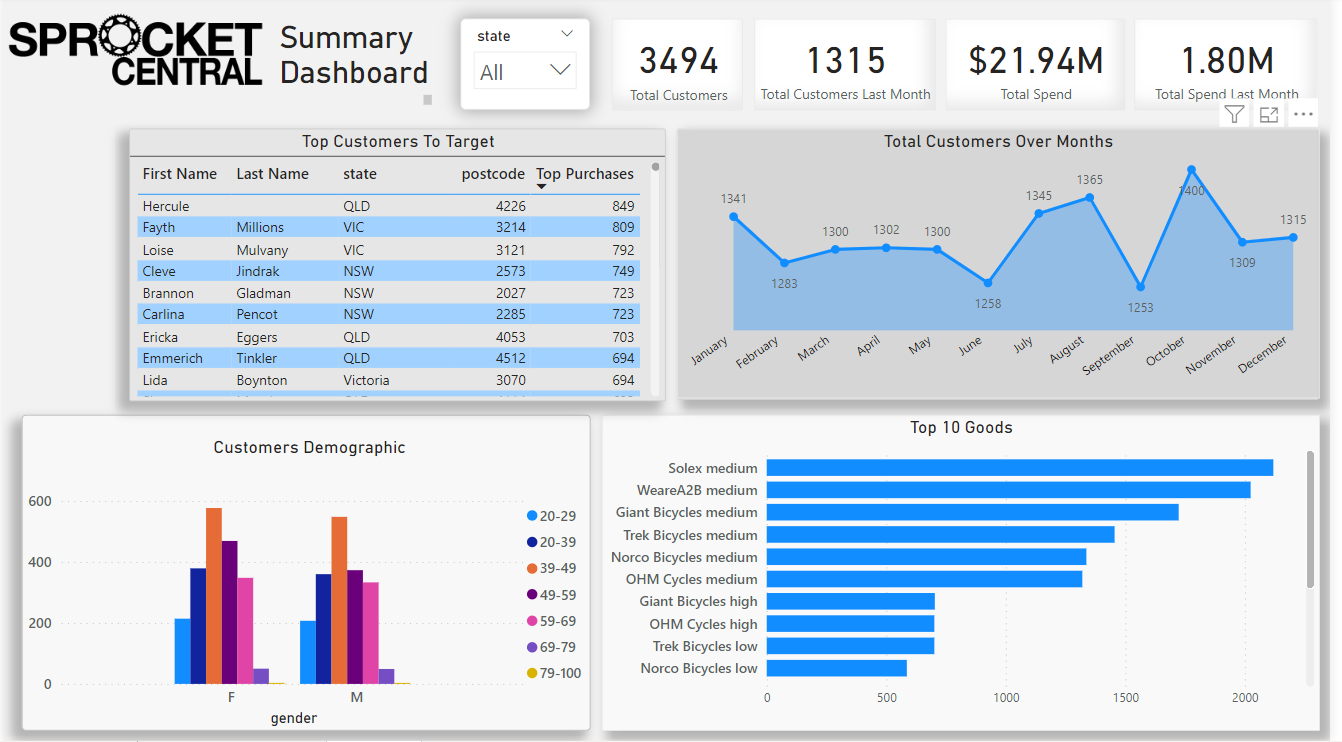 SPROCKET
CENTRAL
Summary
Dashboard
state
All
3494
Total Customers
1315
Total Customers Last Month
$21.94M
Total Spend
1.80M
Total Spend Last Month
Top Customers To Target
First Name Last Name state postcode Top Purchases
Hercule QLD 4226 849
Fayth Millions VIC 3214 809
Loise Mulvany VIC 3121 792
Cleve Jindrak NSW 2573 749
Brannon Gladman NSW 2027 723
Carlina Pencot NSW 2285 723
Ericka Eggers QLD 4053 703
Emmerich Tinkler QLD 4512 694
Lida Boynton Victoria 3070 694
Total Customers Over Months
1341
1283
1300
1302
1300
1258
1345
1365
1253
1400
1309
1315
January
February
March
April
May
June
July
August
September
October
November
December
Customers Demographic
600
400
200
0
F
M
gender
20-29
20-39
39-49
49-59
59-69
69-79
79-100
Top 10 Goods
Solex medium
WeareA2B medium
Giant Bicycles medium
Trek Bicycles medium
Norco Bicycles medium
OHM Cycles medium
Giant Bicycles high
OHM Cycles high
Trek Bicycles low
Norco Bicycles low
0 500 1000 1500 2000